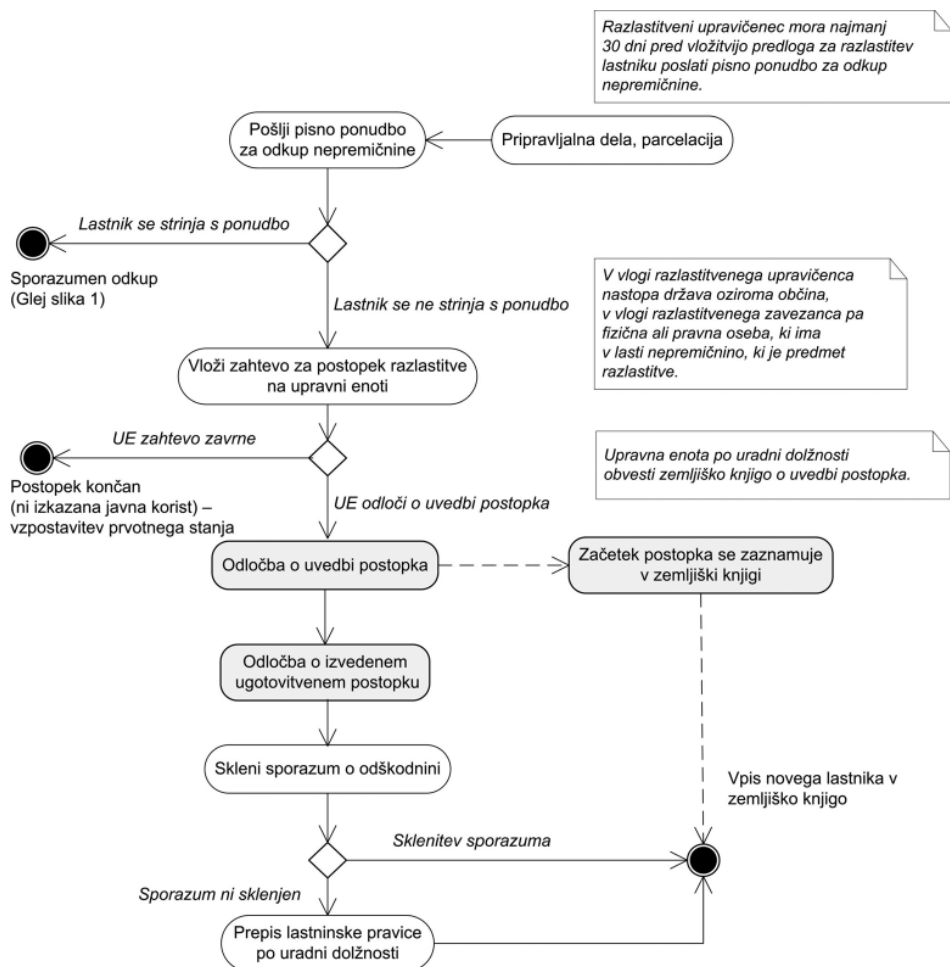 Razlastitveni upravičenec mora najmanj
30 dni pred vložitvijo predloga za razlastitev
lastniku poslati pisno ponudbo za odkup
nepremičnine.
Pošlji pisno ponudbo
za odkup nepremičnine
Pripravljalna dela, parcelacija
Lastnik se strinja s ponudbo
Sporazumen odkup
(Glej slika 1)
Lastnik se ne strinja s ponudbo
V vlogi razlastitvenega upravičenca
nastopa država oziroma občina,
v vlogi razlastitvenega zavezanca pa
fizična ali pravna oseba, ki ima
v lasti nepremičnino, ki je predmet
razlastitve.
Vloži zahtevo za postopek razlastitve
na upravni enoti
UE zahtevo zavrne
Postopek končan
(ni izkazana javna korist) –
vzpostavitev prvotnega stanja
Upravna enota po uradni dolžnosti
obvesti zemljiško knjigo o uvedbi postopka.
UE odloči o uvedbi postopka
Odločba o uvedbi postopka
Začetek postopka se zaznamuje
v zemljiški knjigi
Odločba o izvedenem
ugotovitvenem postopku
Skleni sporazum o odškodnini
Vpis novega lastnika v
zemljiško knjigo
Sklenitev sporazuma
Sporazum ni sklenjen
Prepis lastninske pravice
po uradni dolžnosti